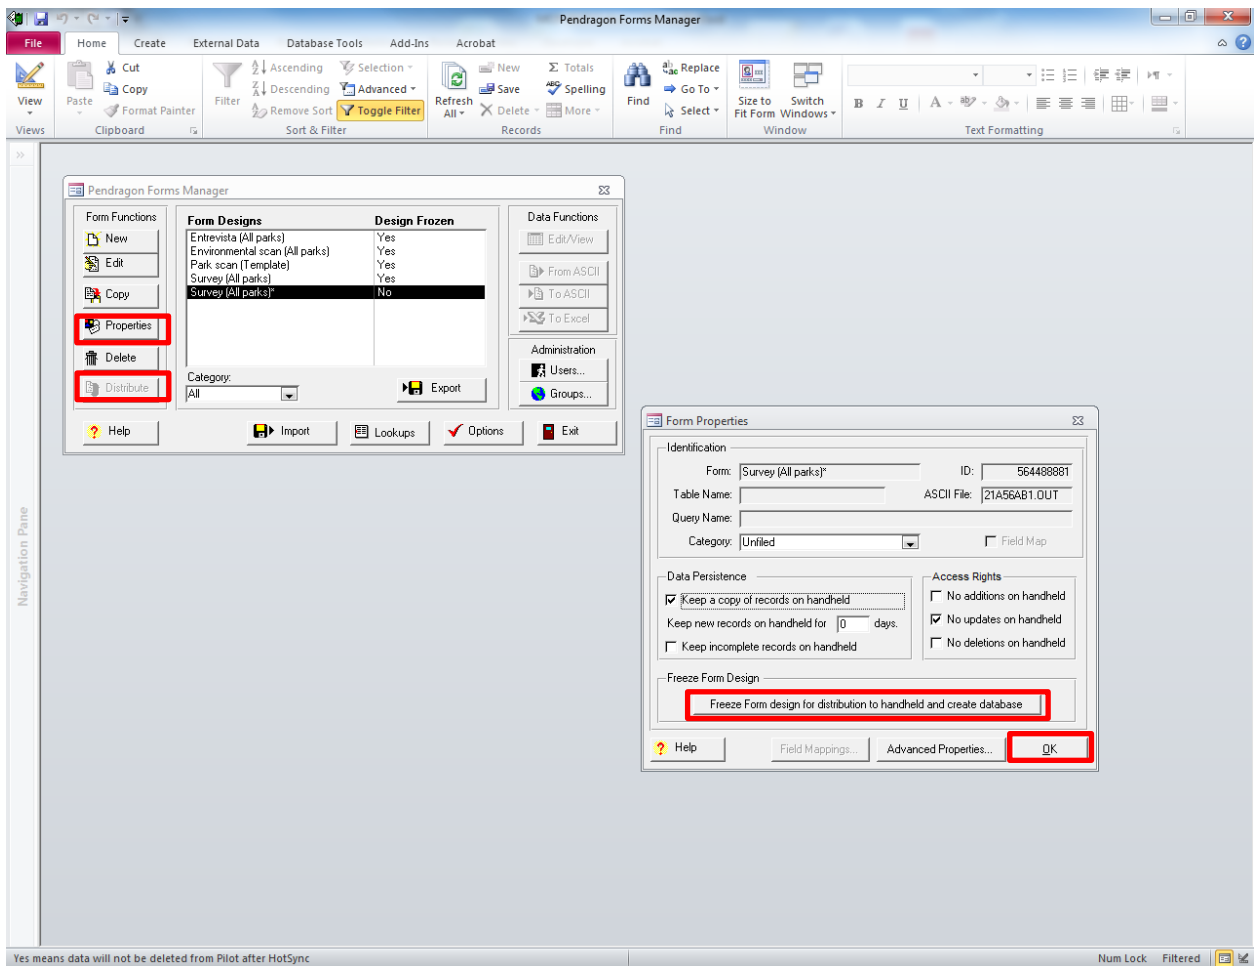 Pendragon Forms Manager
File Home Create External Data Database Tools Add-Ins Acrobat
View
Views
Paste
Cut
Copy
Format Painter
Clipboard
Filter
Ascending
Descending
Remove Sort
Selection
Advanced
Toggle Filter
Sort & Filter
Refresh All
New
Save
Delete
Totals
Spelling
More
Records
Find
Replace
Go To
Select
Find
Size to Fit Form
Switch Windows
Window
B I U A
Text Formatting
Navigation Pane
Pendragon Forms Manager
Form Functions
New
Edit
Copy
Properties
Delete
Distribute
Form Designs Design Frozen
Entrevista (All parks) Yes
Environmental scan (All parks) Yes
Park scan (Template) Yes
Survey (All parks) Yes
Survey (All parks)* No
Category:
All
Export
Data Functions
Edit/View
From ASCII
To ASCII
To Excel
Administration
Users...
Groups...
? Help
Import
Lookups
Options
Exit
Form Properties
Identification
Form: Survey (All parks)* ID: 564488881
Table Name: ASCII File: 21A56AB1.OUT
Query Name:
Category: Unfiled Field Map
Data Persistence
Keep a copy of records on handheld
Keep new records on handheld for 0 days.
Keep incomplete records on handheld
Access Rights
No additions on handheld
No updates on handheld
No deletions on handheld
Freeze Form Design
Freeze Form design for distribution to handheld and create database
? Help Field Mappings... Advanced Properties... OK
Yes means data will not be deleted from Pilot after HotSync Num Lock Filtered